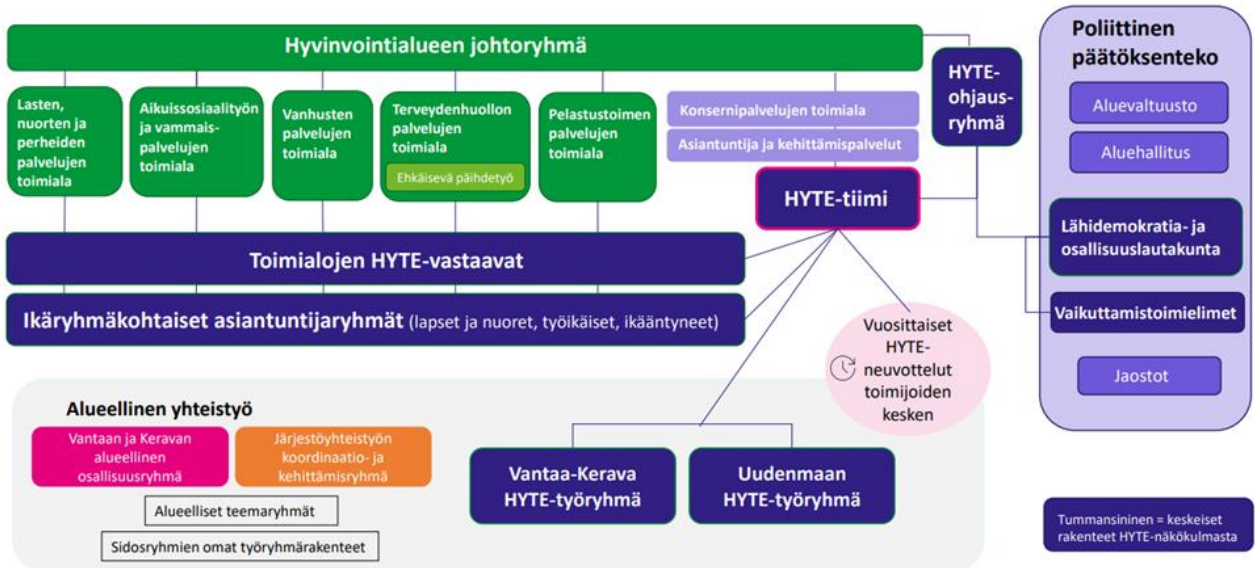 Hyvinvointialueen johtoryhmä
Lasten,
nuorten ja
perheiden
palvelujen
toimiala
Aikuissosiaalityön
ja vammais-
palvelujen
toimiala
Vanhusten
palvelujen
toimiala
Terveydenhuollon
palvelujen
toimiala
Ehkäisevä päihdetyö
Pelastustoimen
palvelujen
toimiala
Konsernipalvelujen toimiala
Asiantuntija ja kehittämispalvelut
HYTE-
ohjaus-
ryhmä
HYTE-tiimi
Toimialojen HYTE-vastaavat
Ikäryhmäkohtaiset asiantuntijaryhmät (lapset ja nuoret, työikäiset, ikääntyneet)
Vuosittaiset
HYTE-
neuvottelut
toimijoiden
kesken
Alueellinen yhteistyö
Vantaan ja Keravan
alueellinen
osallisuusryhmä
Järjestöyhteistyön
koordinaatio- ja
kehittämisryhmä
Alueelliset teemaryhmät
Sidosryhmien omat työryhmärakenteet
Vantaa-Kerava
HYTE-työryhmä
Uudenmaan
HYTE-työryhmä
Poliittinen
päätöksenteko
Aluevaltuusto
Aluehallitus
Lähidemokratia- ja
osallisuuslautakunta
Vaikuttamistoimielimet
Jaostot
Tummansininen = keskeiset
rakenteet HYTE-näkökulmasta